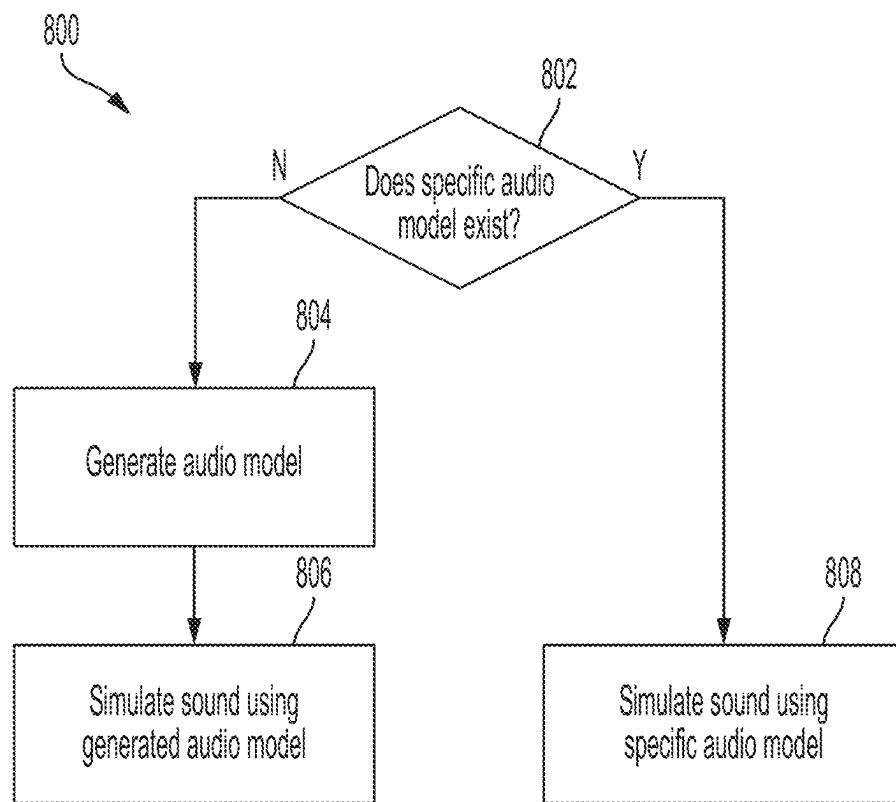 800
802
N
Y
Does specific audio
model exist?
804
Generate audio model
806
808
Simulate sound using
generated audio model
Simulate sound using
specific audio model